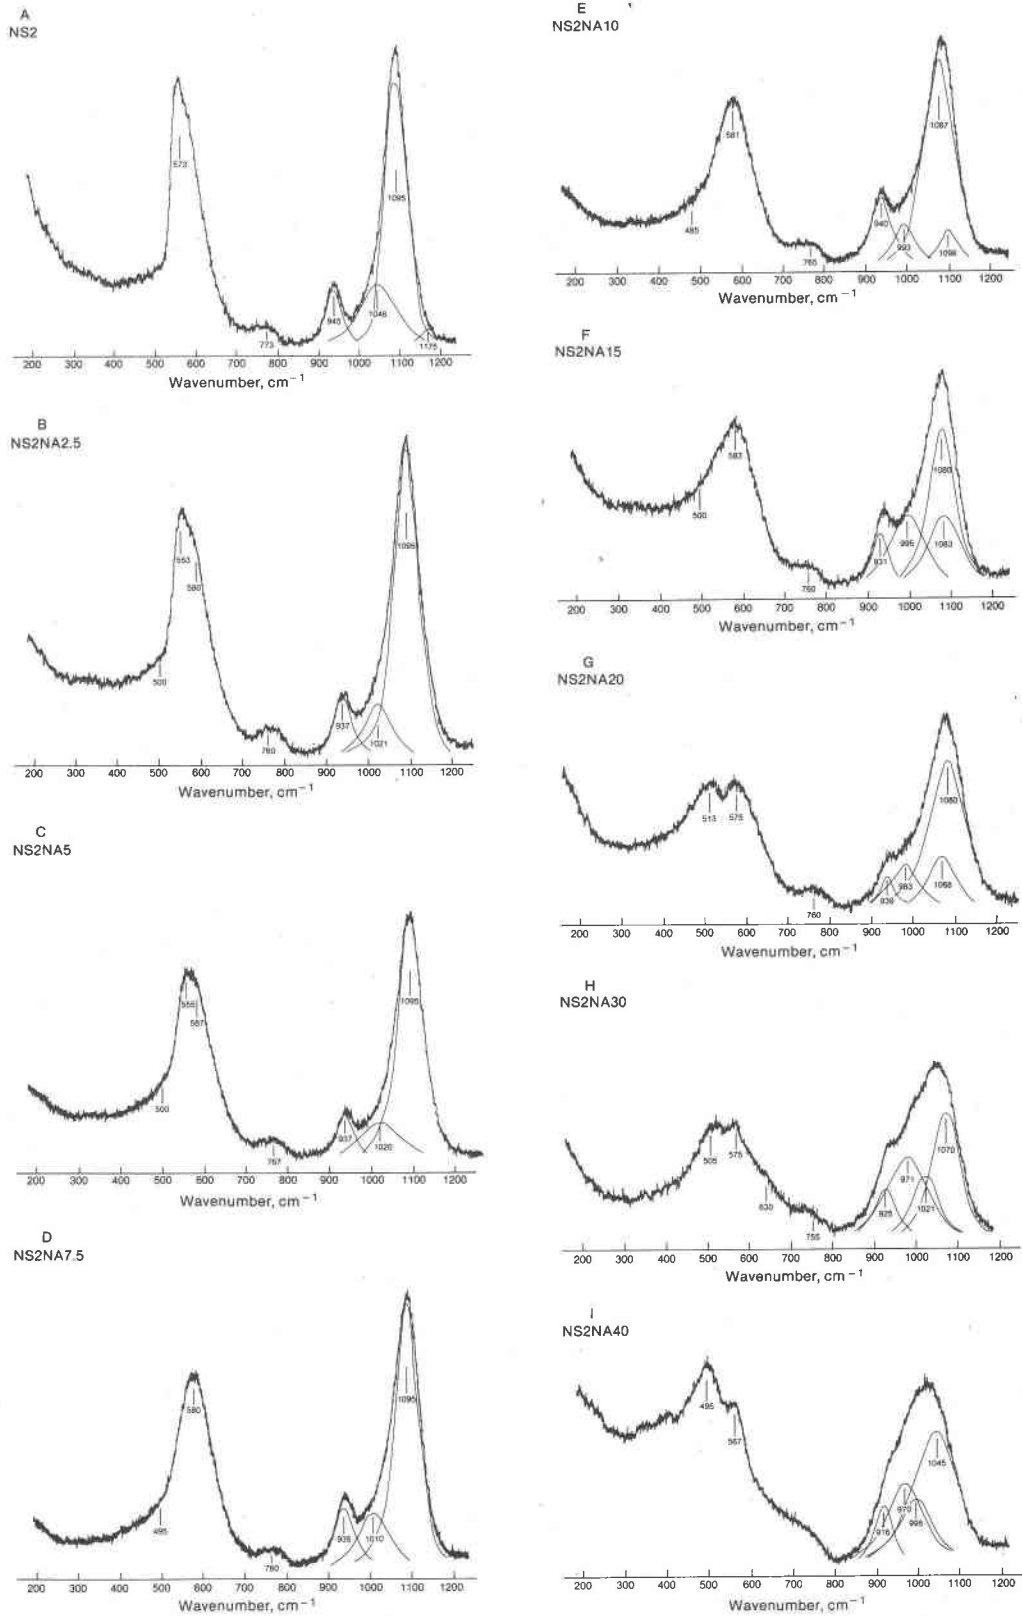 A
NS2
573
773
945
1046
1095
1175
200 300 400 500 600 700 800 900 1000 1100 1200
Wavenumber, cm⁻¹
B
NS2NA2.5
553
590
500
760
937
1021
1095
200 300 400 500 600 700 800 900 1000 1100 1200
Wavenumber, cm⁻¹
C
NS2NA5
555
587
500
767
937
1020
1095
200 300 400 500 600 700 800 900 1000 1100 1200
Wavenumber, cm⁻¹
D
NS2NA7.5
580
495
760
935
1010
1095
200 300 400 500 600 700 800 900 1000 1100 1200
Wavenumber, cm⁻¹
E
NS2NA10
581
485
765
940
993
1087
1098
200 300 400 500 600 700 800 900 1000 1100 1200
Wavenumber, cm⁻¹
F
NS2NA15
583
500
760
931
995
1080
1083
200 300 400 500 600 700 800 900 1000 1100 1200
Wavenumber, cm⁻¹
G
NS2NA20
513
575
760
939
983
1080
1068
200 300 400 500 600 700 800 900 1000 1100 1200
Wavenumber, cm⁻¹
H
NS2NA30
505
575
630
755
925
971
1021
1070
200 300 400 500 600 700 800 900 1000 1100 1200
Wavenumber, cm⁻¹
I
NS2NA40
495
567
916
970
998
1045
200 300 400 500 600 700 800 900 1000 1100 1200
Wavenumber, cm⁻¹